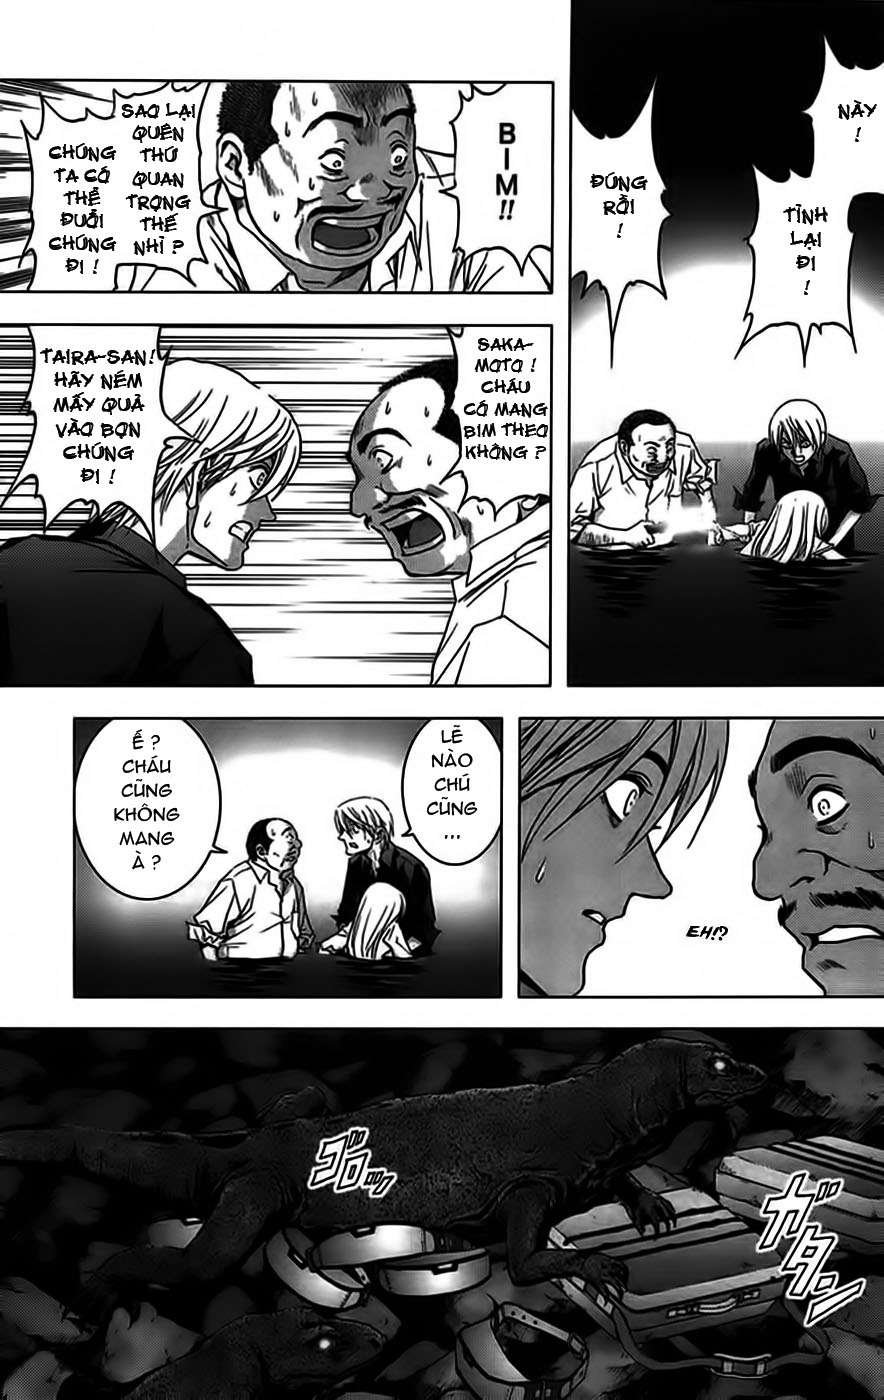 NÀY
!
TỈNH
LẠI
ĐI
!
ĐÚNG
RỒI
!
BIM!!
SAO LẠI
QUÊN
THỨ
QUAN
TRỌNG
THẾ
NHỈ ?
CHÚNG
TA CÓ
THỂ
ĐUỔI
CHÚNG
ĐI !
SAKA-
MOTO !
CHÁU
CÓ MANG
BIM THEO
KHÔNG ?
TAIRA-SAN!
HÃY NÉM
MẤY QUẢ
VÀO BỌN
CHÚNG
ĐI !
EH!?
LẼ
NÀO
CHÚ
CŨNG
...
Ế ?
CHÁU
CŨNG
KHÔNG
MANG
À ?
ガタン
ゴロッ